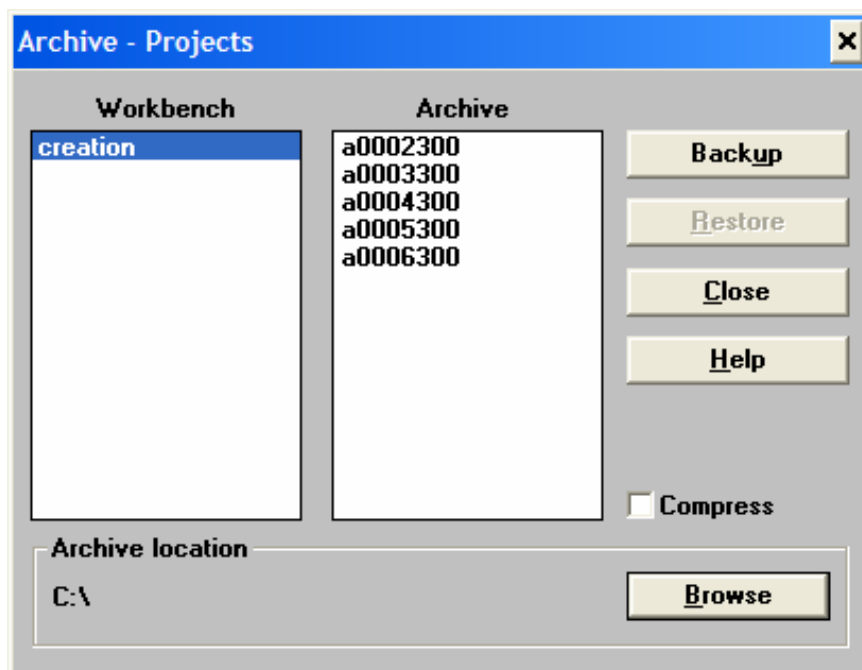 Archive - Projects
Workbench
Archive
creation
a0002300
a0003300
a0004300
a0005300
a0006300
Backup
Restore
Close
Help
Compress
Archive location
C:\
Browse